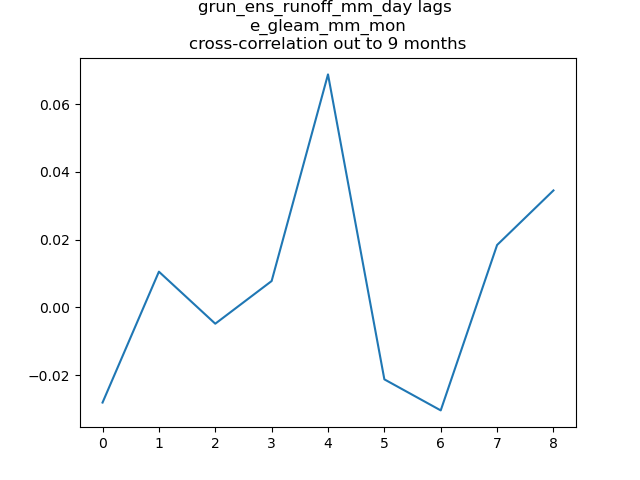 grun_ens_runoff_mm_day lags
e_gleam_mm_mon
cross-correlation out to 9 months
0.06
0.04
0.02
0.00
−0.02
0 1 2 3 4 5 6 7 8